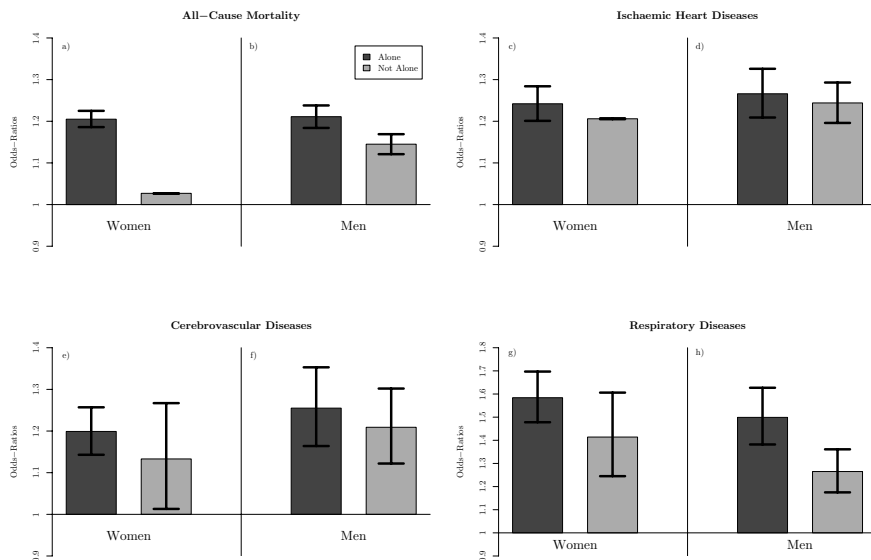 All−Cause Mortality
a)
b)
Alone
Not Alone
Odds−Ratios
0.9
1
1.1
1.2
1.3
1.4
Women
Men
Ischaemic Heart Diseases
c)
d)
Odds−Ratios
0.9
1
1.1
1.2
1.3
1.4
Women
Men
Cerebrovascular Diseases
e)
f)
Odds−Ratios
0.9
1
1.1
1.2
1.3
1.4
Women
Men
Respiratory Diseases
g)
h)
Odds−Ratios
0.9
1
1.1
1.2
1.3
1.4
1.5
1.6
1.7
1.8
Women
Men